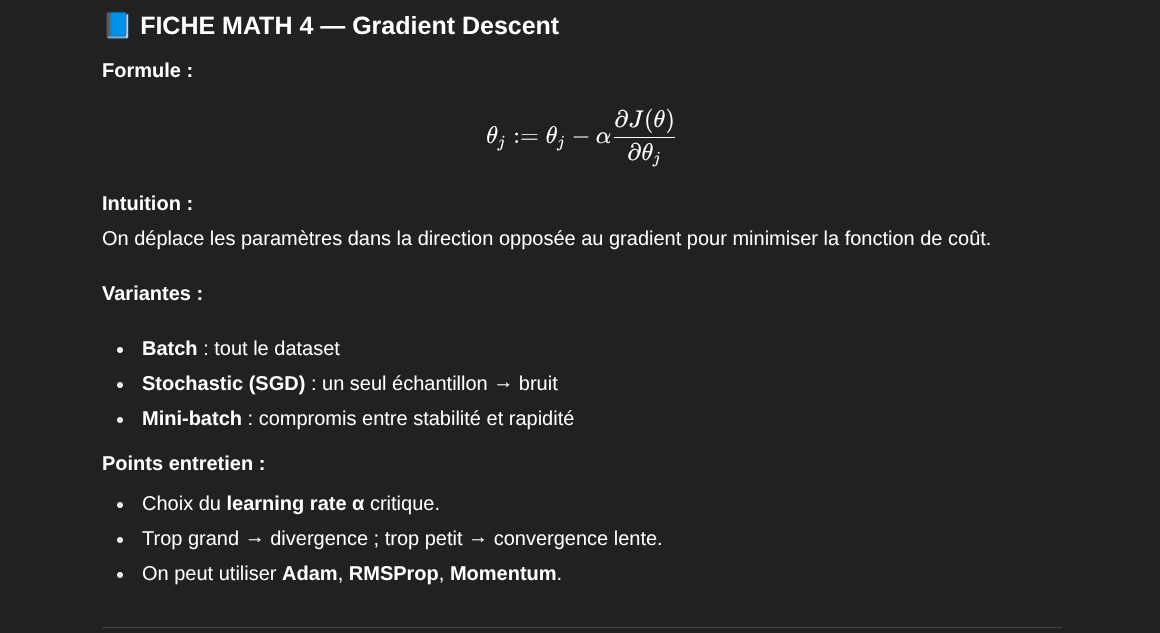 📘 FICHE MATH 4 — Gradient Descent
Formule :
θ_j := θ_j − α ∂J(θ)/∂θ_j
Intuition :
On déplace les paramètres dans la direction opposée au gradient pour minimiser la fonction de coût.
Variantes :
• Batch : tout le dataset
• Stochastic (SGD) : un seul échantillon → bruit
• Mini-batch : compromis entre stabilité et rapidité
Points entretien :
• Choix du learning rate α critique.
• Trop grand → divergence ; trop petit → convergence lente.
• On peut utiliser Adam, RMSProp, Momentum.